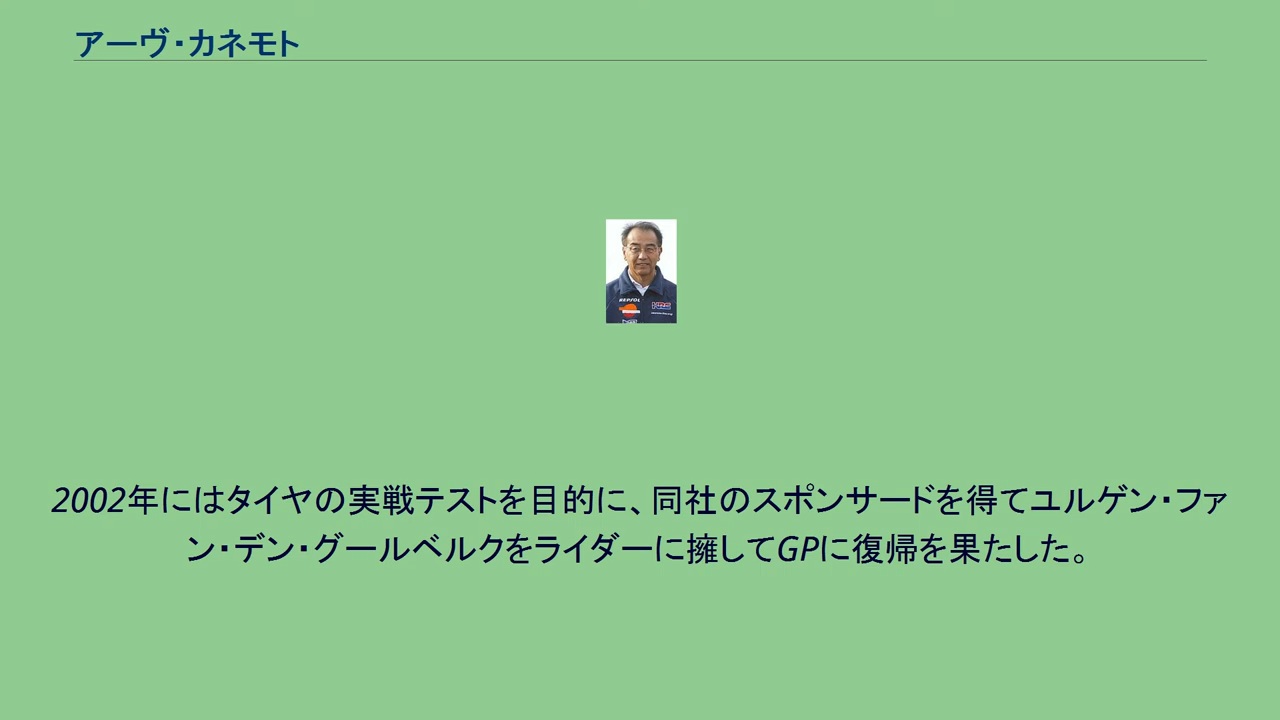 アーヴ・カネモト
REPSOL
HRC
2002年にはタイヤの実戦テストを目的に、同社のスポンサードを得てユルゲン・ファ
ン・デン・グールベルクをライダーに擁してGPに復帰を果たした。